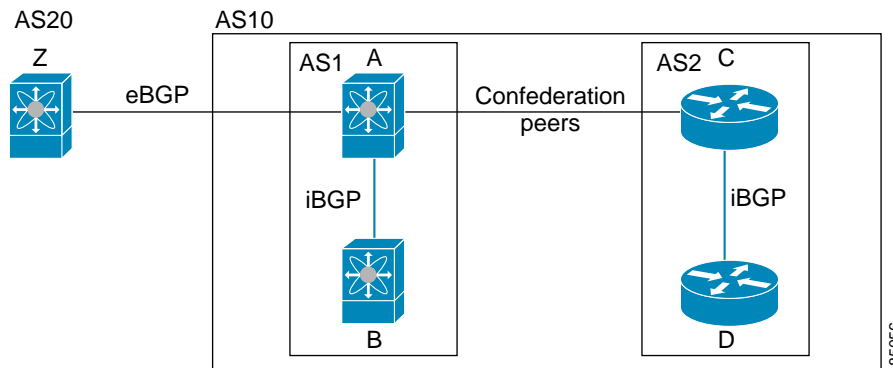 AS20
AS10
Z
AS1
A
AS2
C
eBGP
Confederation
peers
iBGP
iBGP
B
D